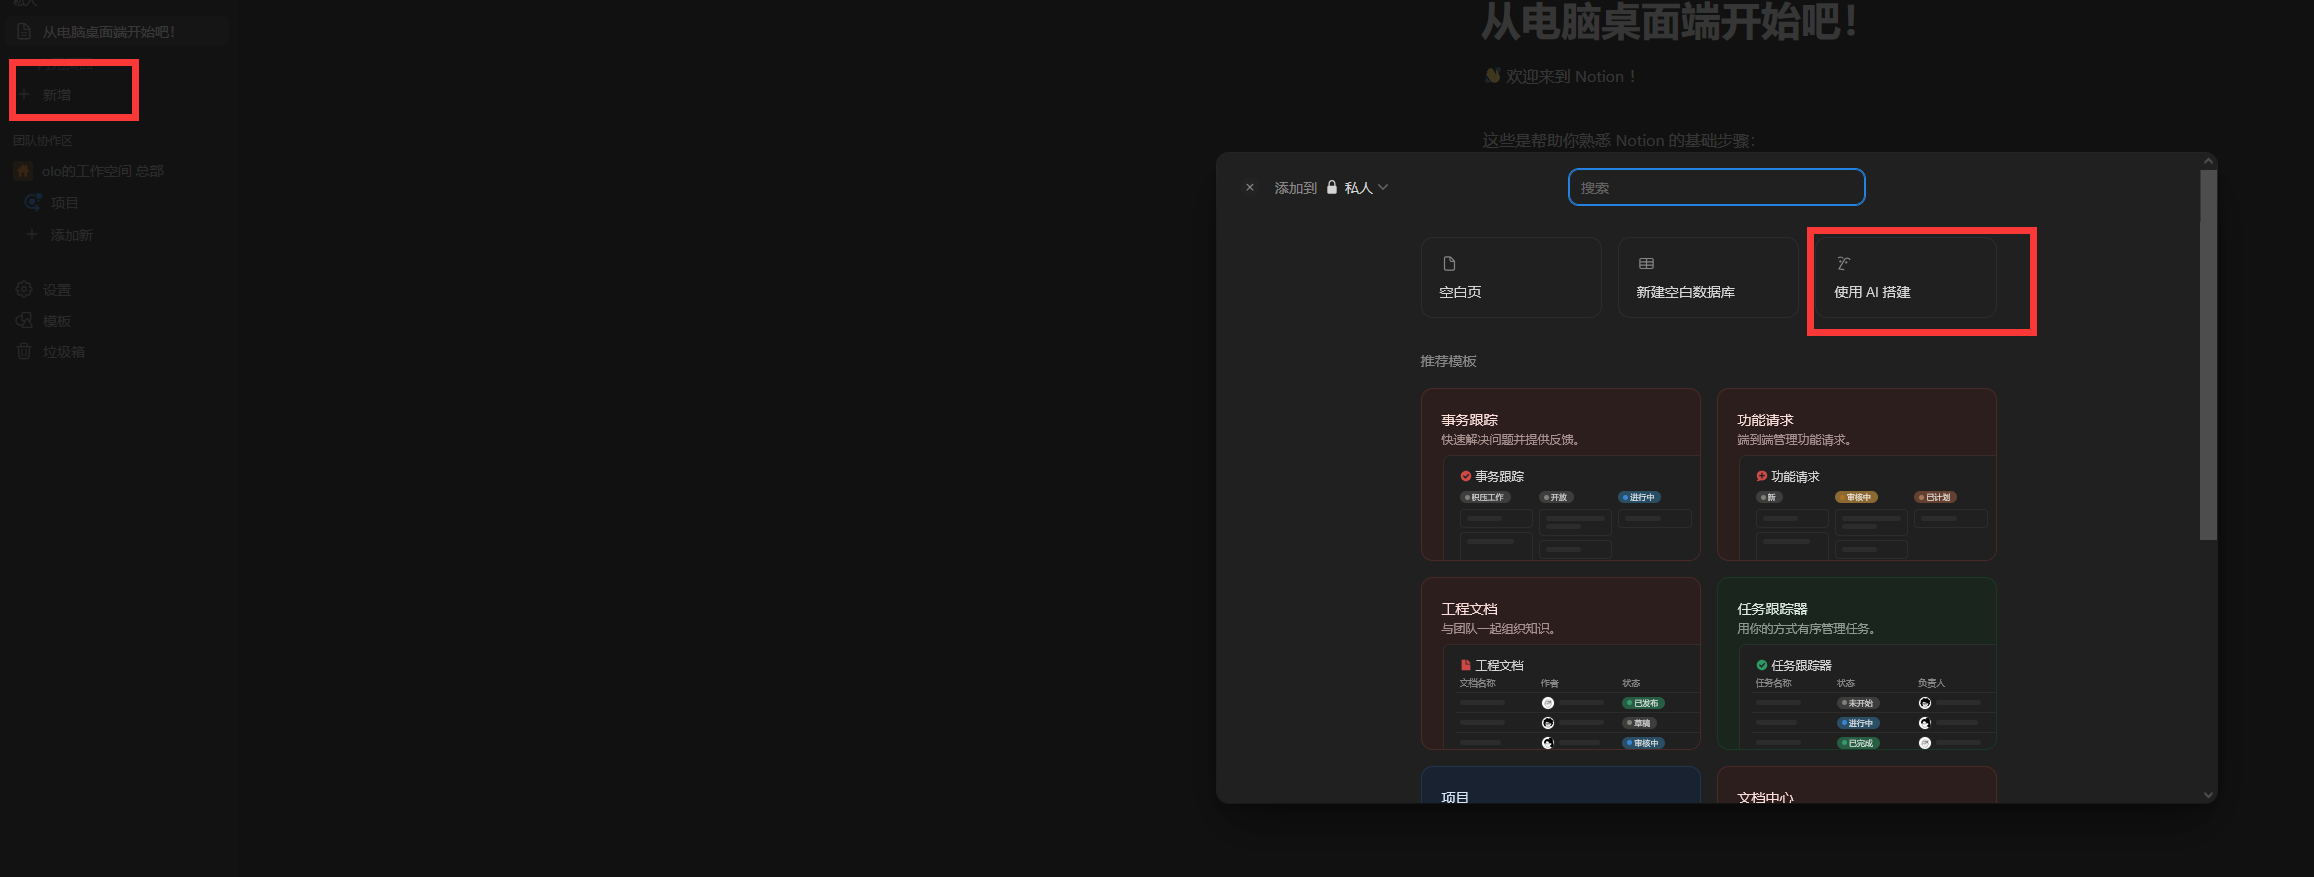 私人
从电脑桌面端开始吧！
新增
团队协作区
olo的工作空间 总部
项目
添加新
设置
模板
垃圾箱
从电脑桌面端开始吧！
👋 欢迎来到 Notion！
这些是帮助你熟悉 Notion 的基础步骤：
添加到 私人
搜索
空白页
新建空白数据库
使用 AI 搭建
推荐模板
事务跟踪
快速解决问题并提供反馈。
事务跟踪
积压工作 开放 进行中
功能请求
端到端管理功能请求。
功能请求
新 审核中 已计划
工程文档
与团队一起组织知识。
工程文档
文档名称 作者 状态
已发布
草稿
审核中
任务跟踪器
用你的方式有序管理任务。
任务跟踪器
任务名称 状态 负责人
未开始
进行中
已完成
项目
文档中心